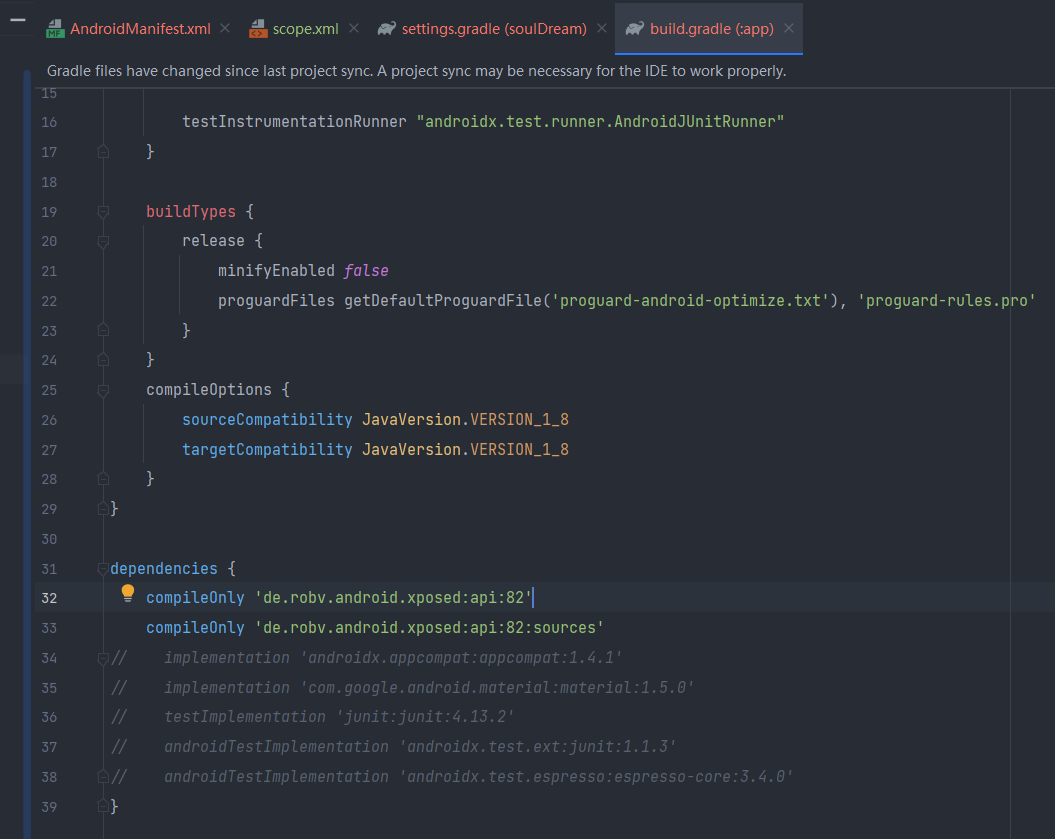 AndroidManifest.xml scope.xml settings.gradle (soulDream) build.gradle (:app)
Gradle files have changed since last project sync. A project sync may be necessary for the IDE to work properly.
15
16 testInstrumentationRunner "androidx.test.runner.AndroidJUnitRunner"
17 }
18
19 buildTypes {
20 release {
21 minifyEnabled false
22 proguardFiles getDefaultProguardFile('proguard-android-optimize.txt'), 'proguard-rules.pro'
23 }
24 }
25 compileOptions {
26 sourceCompatibility JavaVersion.VERSION_1_8
27 targetCompatibility JavaVersion.VERSION_1_8
28 }
29 }
30
31 dependencies {
32 compileOnly 'de.robv.android.xposed:api:82'
33 compileOnly 'de.robv.android.xposed:api:82:sources'
34 // implementation 'androidx.appcompat:appcompat:1.4.1'
35 // implementation 'com.google.android.material:material:1.5.0'
36 // testImplementation 'junit:junit:4.13.2'
37 // androidTestImplementation 'androidx.test.ext:junit:1.1.3'
38 // androidTestImplementation 'androidx.test.espresso:espresso-core:3.4.0'
39 }